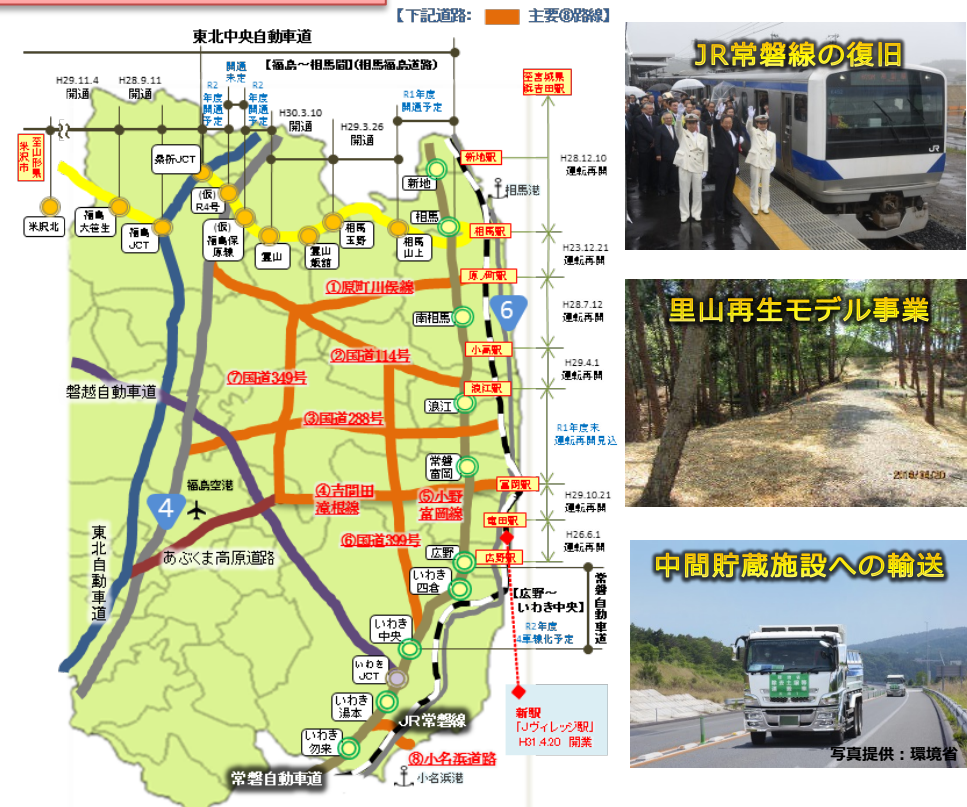 【下記道路： 主要⑧路線】
東北中央自動車道
【福島～相馬間】（相馬福島道路）
H29.11.4
開通
H28.9.11
開通
R2
年度
開通
予定
開通
未定
R2
年度
開通
予定
H30.3.10
開通
H29.3.26
開通
R1年度
開通予定
至宮城県
浜吉田駅
至山形県
米沢市
米沢北
福島
大笹生
福島
JCT
桑折JCT
（仮）
R4号
（仮）
福島保
原線
霊山
霊山
飯舘
相馬
玉野
相馬
山上
相馬
新地
新地駅
相馬港
相馬駅
原ノ町駅
小高駅
浪江駅
富岡駅
竜田駅
広野駅
H28.12.10
運転再開
H23.12.21
運転再開
H28.7.12
運転再開
H29.4.1
運転再開
R1年度末
運転再開見込
H29.10.21
運転再開
H26.6.1
運転再開
①原町川俣線
6
南相馬
②国道114号
⑦国道349号
磐越自動車道
浪江
③国道288号
常磐
富岡
福島空港
4
④吉間田
滝根線
⑤小野
富岡線
あぶくま高原道路
⑥国道399号
東北自動車道
広野
いわき
四倉
【広野～
いわき中央】
R2年度
4車線化予定
常磐自動車道
いわき
中央
いわき
JCT
いわき
湯本
いわき
勿来
JR常磐線
⑧小名浜道路
小名浜港
常磐自動車道
新駅
「Jヴィレッジ駅」
H31.4.20 開業
JR常磐線の復旧
JR
里山再生モデル事業
中間貯蔵施設への輸送
写真提供：環境省